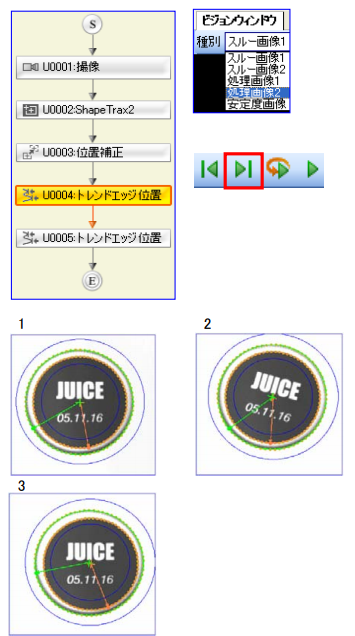 S
U0001:撮像
U0002:ShapeTrax2
U0003:位置補正
U0004:トレンドエッジ位置
U0005:トレンドエッジ位置
E
ビジョンウィンドウ
種別 スルー画像1
スルー画像1
スルー画像2
処理画像1
処理画像2
安定度画像
1
JUICE
05.11.16
2
JUICE
05.11.16
3
JUICE
05.11.16